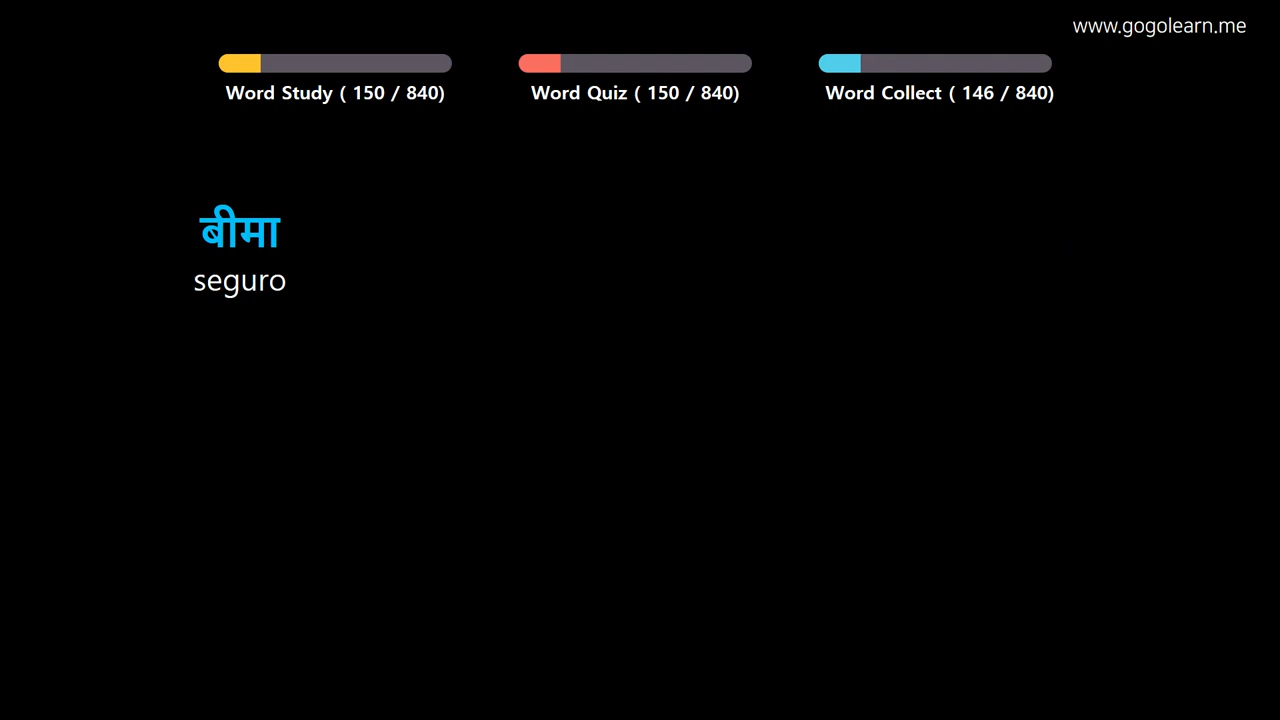 www.gogolearn.me
Word Study ( 150 / 840)
Word Quiz ( 150 / 840)
Word Collect ( 146 / 840)
बीमा
seguro